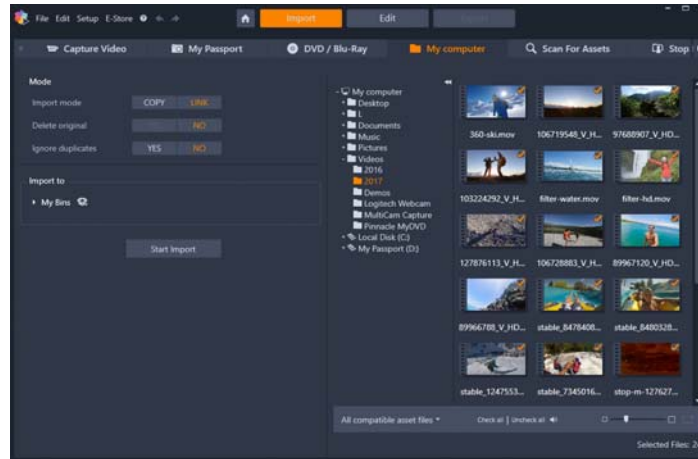 File Edit Setup E-Store
Import Edit
Capture Video My Passport DVD / Blu-Ray My computer Scan For Assets Stop
Mode
Import mode COPY LINK
Delete original NO
Ignore duplicates YES NO
Import to
My Bins
Start Import
My computer
Desktop
L
Documents
Music
Pictures
Videos
2016
2017
Demos
Logitech Webcam
MultiCam Capture
Pinnacle MyDVD
Local Disk (C:)
My Passport (D:)
360-ski.mov 106719548_V_H... 97688907_V_HD...
103224292_V_H... filter-water.mov filter-hd.mov
127876113_V_H... 106728883_V_H... 89967120_V_HD...
89966788_V_HD... stable_8478408... stable_8480328...
stable_1247553... stable_7345016... stop-m-127627...
All compatible asset files Check all | Uncheck all
Selected Files: 2